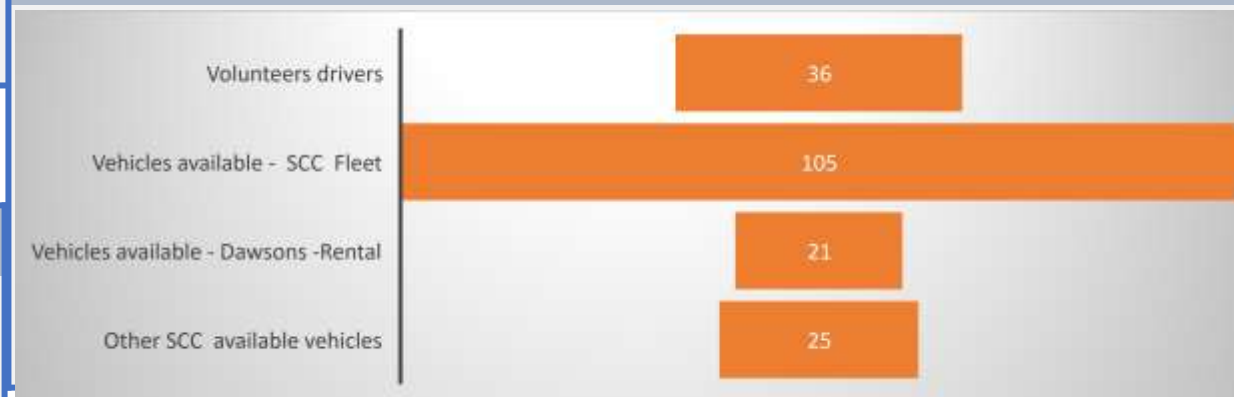 Volunteers drivers 36
Vehicles available - SCC Fleet 105
Vehicles available - Dawsons -Rental 21
Other SCC available vehicles 25